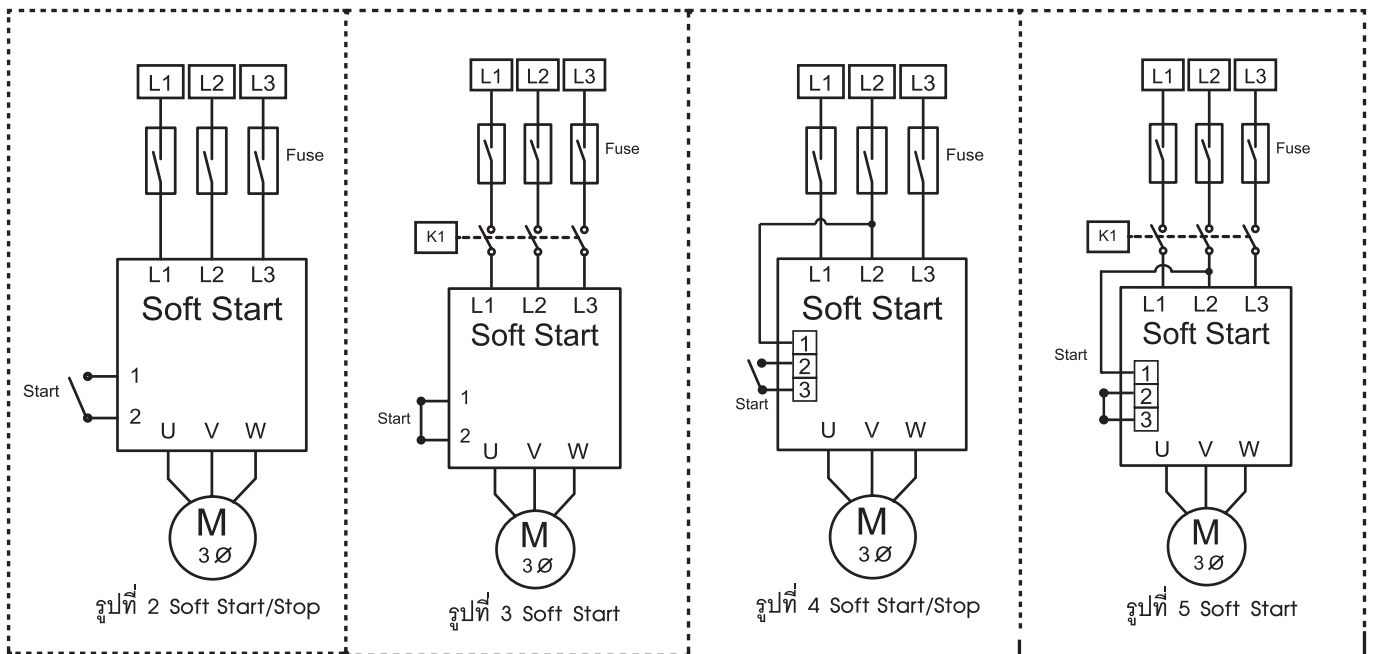 L1 L2 L3
Fuse
L1 L2 L3
Soft Start
Start
1
2
U V W
M
3 Ø
รูปที่ 2 Soft Start/Stop
L1 L2 L3
Fuse
K1
L1 L2 L3
Soft Start
Start
1
2
U V W
M
3 Ø
รูปที่ 3 Soft Start
L1 L2 L3
Fuse
L1 L2 L3
Soft Start
1
2
3
Start
U V W
M
3 Ø
รูปที่ 4 Soft Start/Stop
L1 L2 L3
Fuse
K1
L1 L2 L3
Soft Start
Start
1
2
3
U V W
M
3 Ø
รูปที่ 5 Soft Start